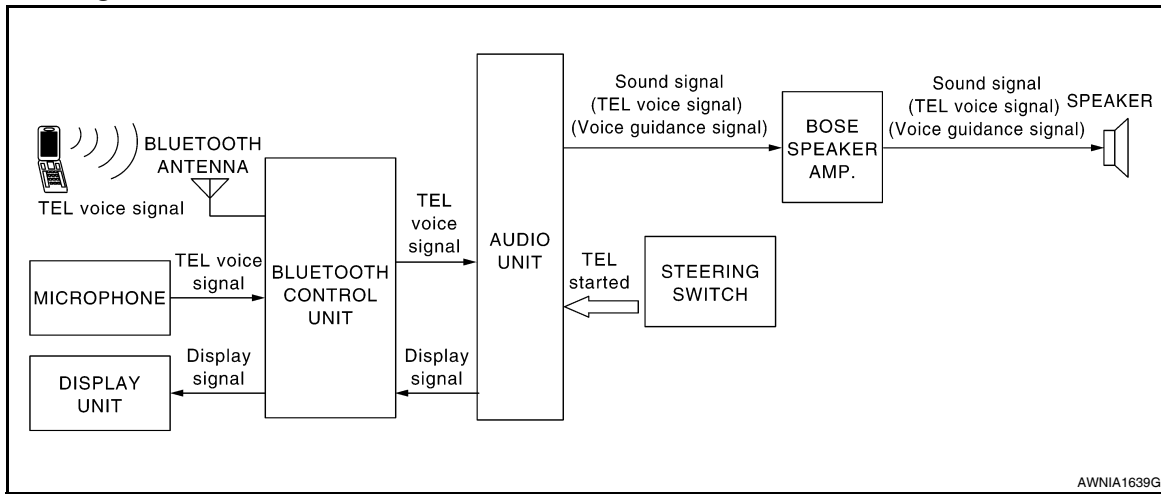 TEL voice signal
BLUETOOTH
ANTENNA
MICROPHONE
TEL voice
signal
DISPLAY
UNIT
Display
signal
BLUETOOTH
CONTROL
UNIT
TEL
voice
signal
Display
signal
AUDIO
UNIT
TEL
started
STEERING
SWITCH
Sound signal
(TEL voice signal)
(Voice guidance signal)
BOSE
SPEAKER
AMP.
Sound signal
(TEL voice signal)
(Voice guidance signal)
SPEAKER
AWNIA1639G